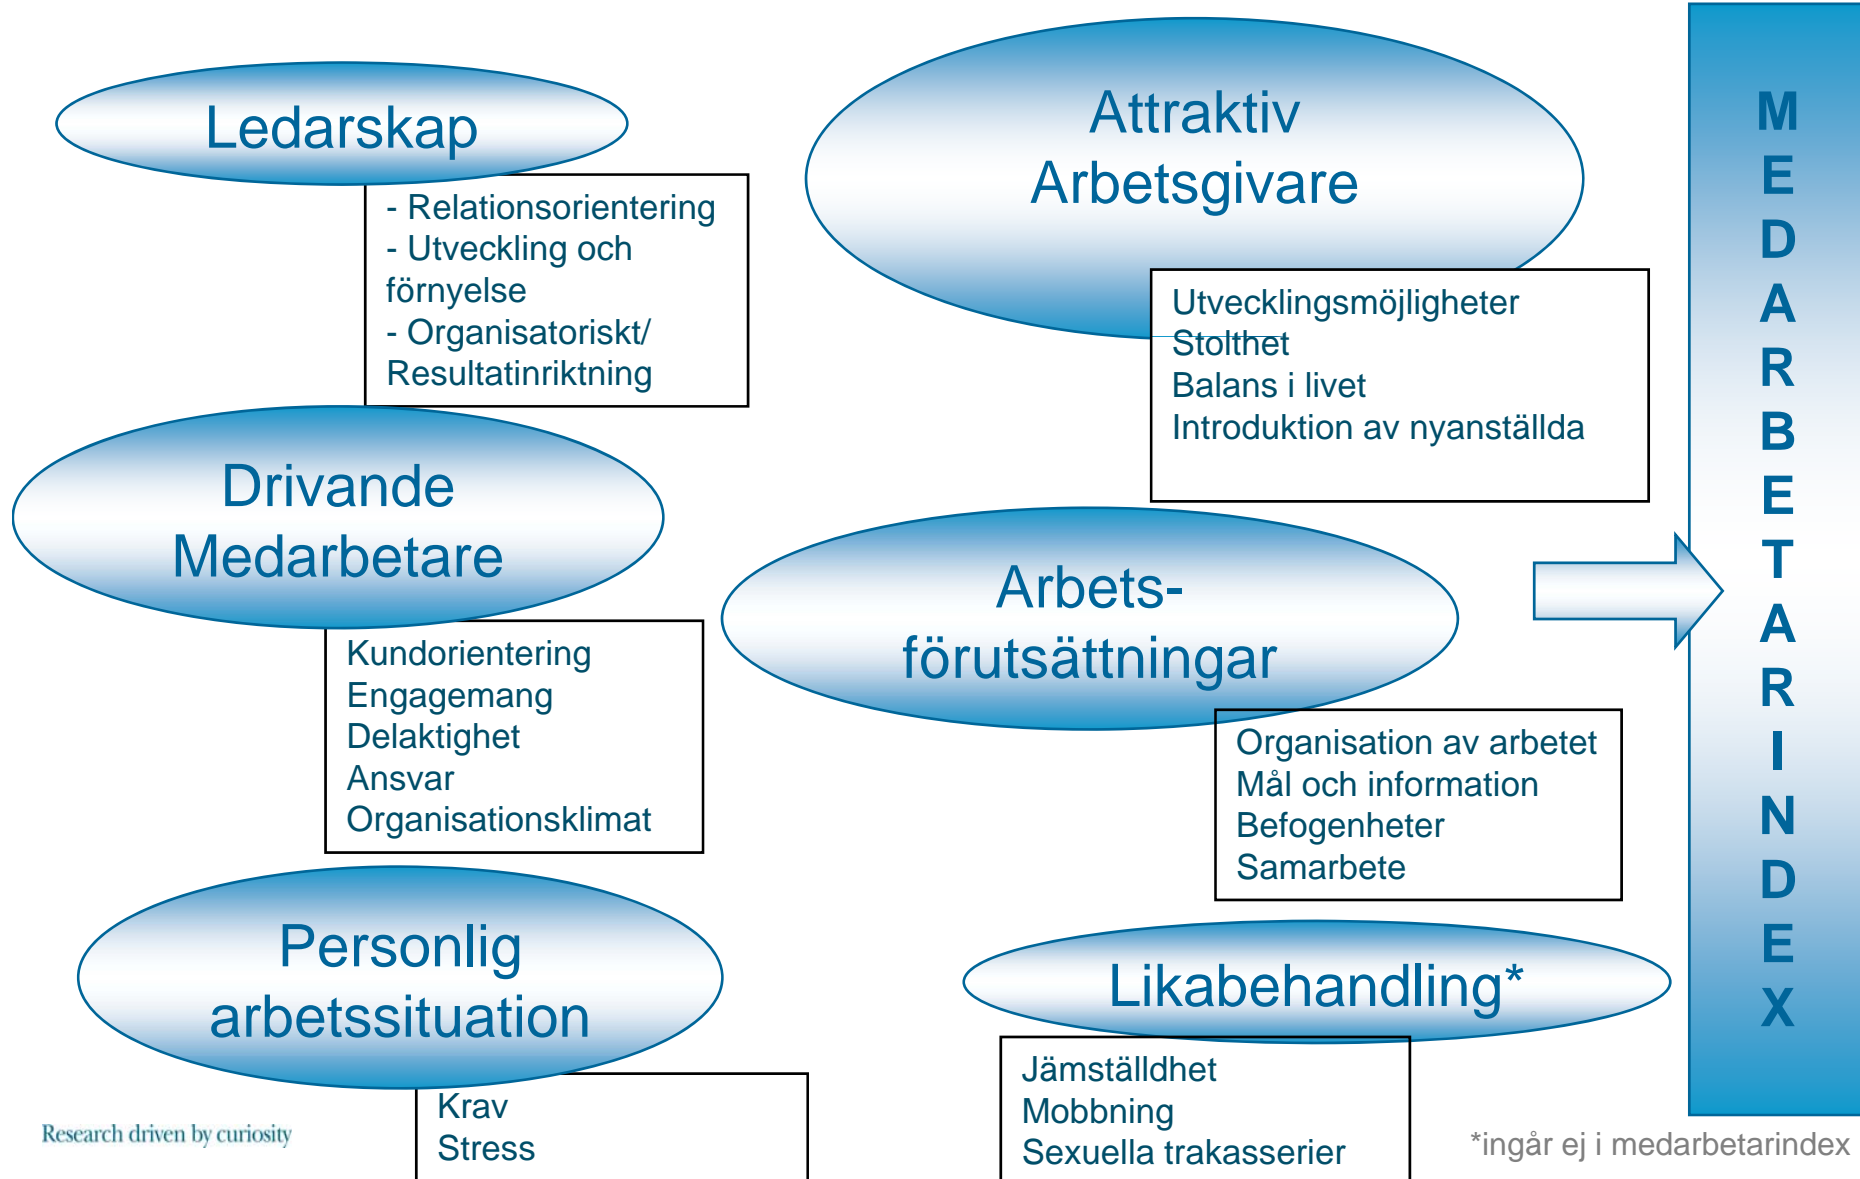 Ledarskap
- Relationsorientering
- Utveckling och
förnyelse
- Organisatoriskt/
Resultatinriktning
Attraktiv
Arbetsgivare
Utvecklingsmöjligheter
Stolthet
Balans i livet
Introduktion av nyanställda
Drivande
Medarbetare
Kundorientering
Engagemang
Delaktighet
Ansvar
Organisationsklimat
Arbets-
förutsättningar
Organisation av arbetet
Mål och information
Befogenheter
Samarbete
Personlig
arbetssituation
Krav
Stress
Likabehandling*
Jämställdhet
Mobbning
Sexuella trakasserier
M
E
D
A
R
B
E
T
A
R
I
N
D
E
X
Research driven by curiosity
*ingår ej i medarbetarindex